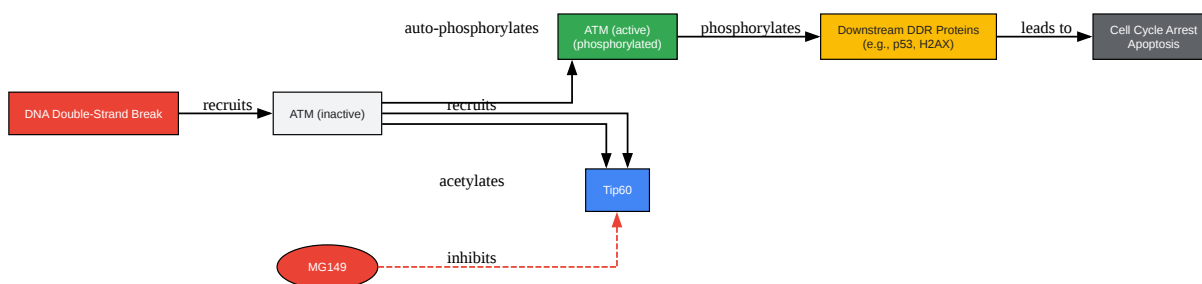 auto-phosphorylates
ATM (active)
(phosphorylated)
phosphorylates
Downstream DDR Proteins
(e.g., p53, H2AX)
leads to
Cell Cycle Arrest
Apoptosis
DNA Double-Strand Break
recruits
ATM (inactive)
recruits
acetylates
Tip60
MG149
inhibits